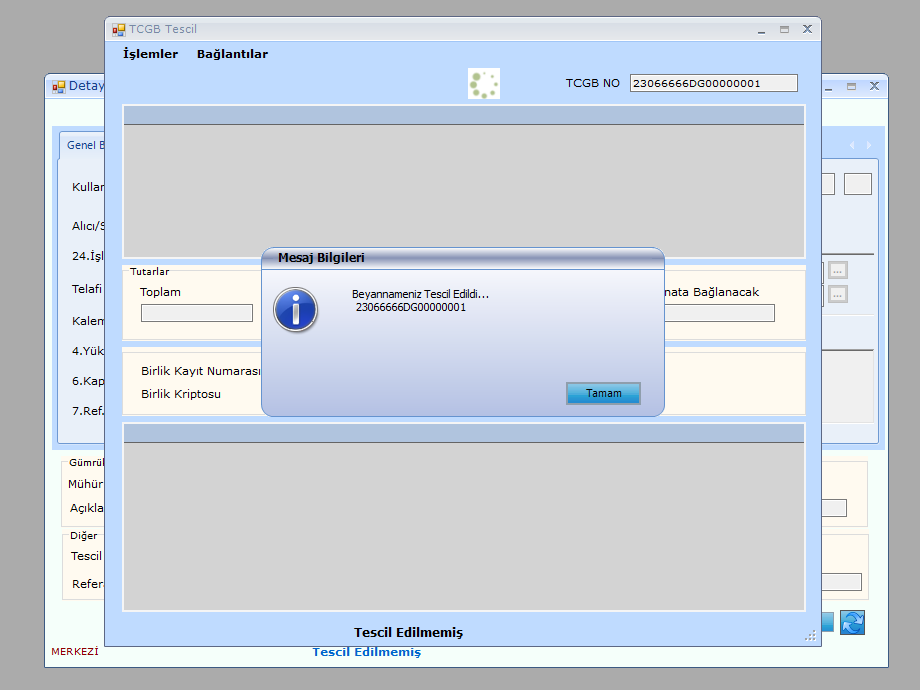 TCGB Tescil
İşlemler Bağlantılar
TCGB NO 23066666DG00000001
Detay
Genel B
Kullar
Alıcı/S
24.İşl
Telafi
Kalem
4.Yük
6.Kap
7.Ref.
Tutarlar
Toplam
nata Bağlanacak
Mesaj Bilgileri
Beyannameniz Tescil Edildi...
23066666DG00000001
Tamam
Birlik Kayıt Numarası
Birlik Kriptosu
Gümrül
Mühür
Açıkla
Diğer
Tescil
Refer
Tescil Edilmemiş
MERKEZİ
Tescil Edilmemiş